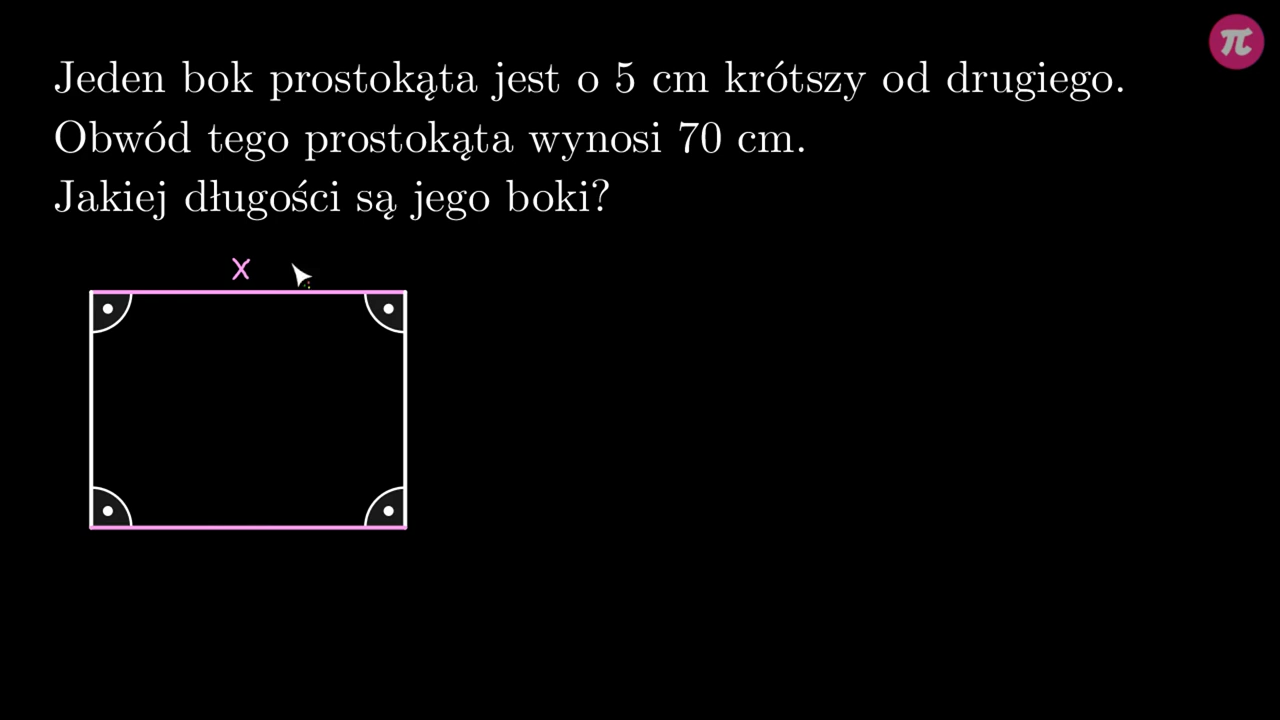 Jeden bok prostokąta jest o 5 cm krótszy od drugiego.
Obwód tego prostokąta wynosi 70 cm.
Jakiej długości są jego boki?
x
π